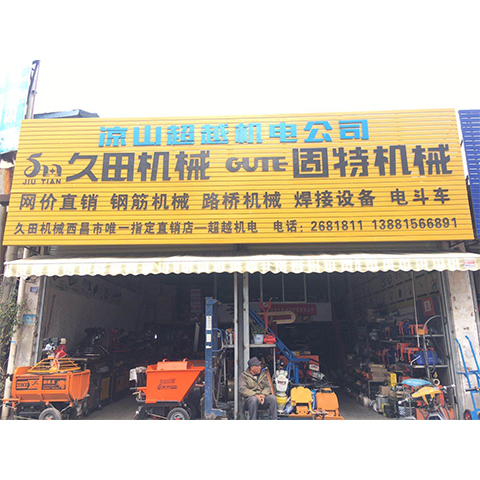 凉山超越机电公司
JIU TIAN 久田机械 GUTE 固特机械
网价直销 钢筋机械 路桥机械 焊接设备 电斗车
久田机械西昌市唯一指定直销店—超越机电 电话：2681811 13881566891